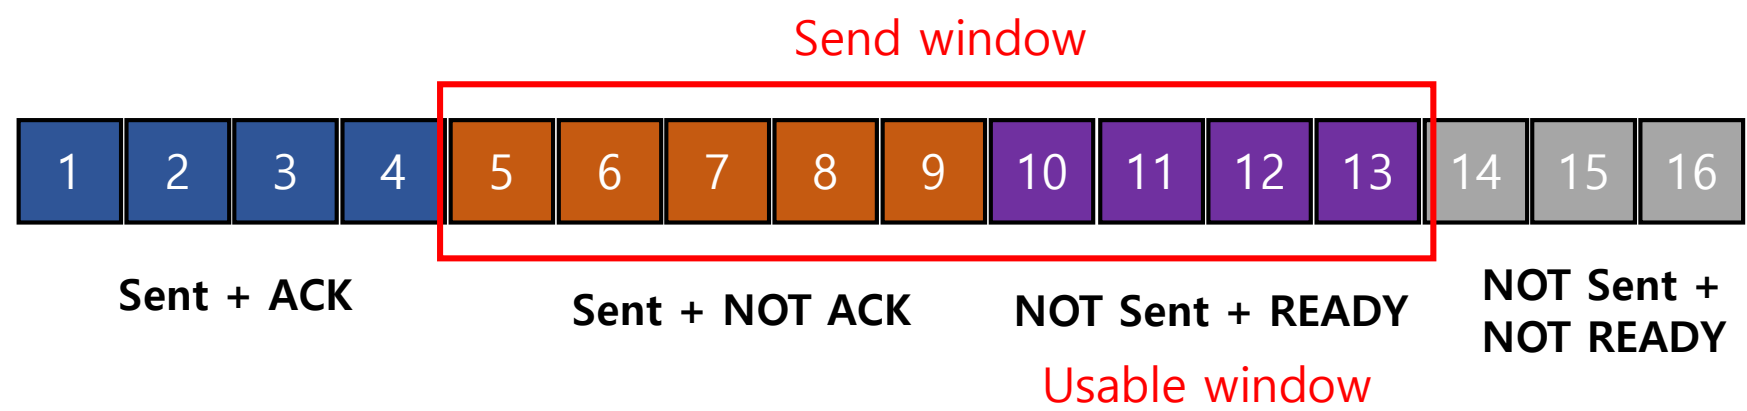 Send window
1 2 3 4 5 6 7 8 9 10 11 12 13 14 15 16
Sent + ACK
Sent + NOT ACK
NOT Sent + READY
NOT Sent +
NOT READY
Usable window